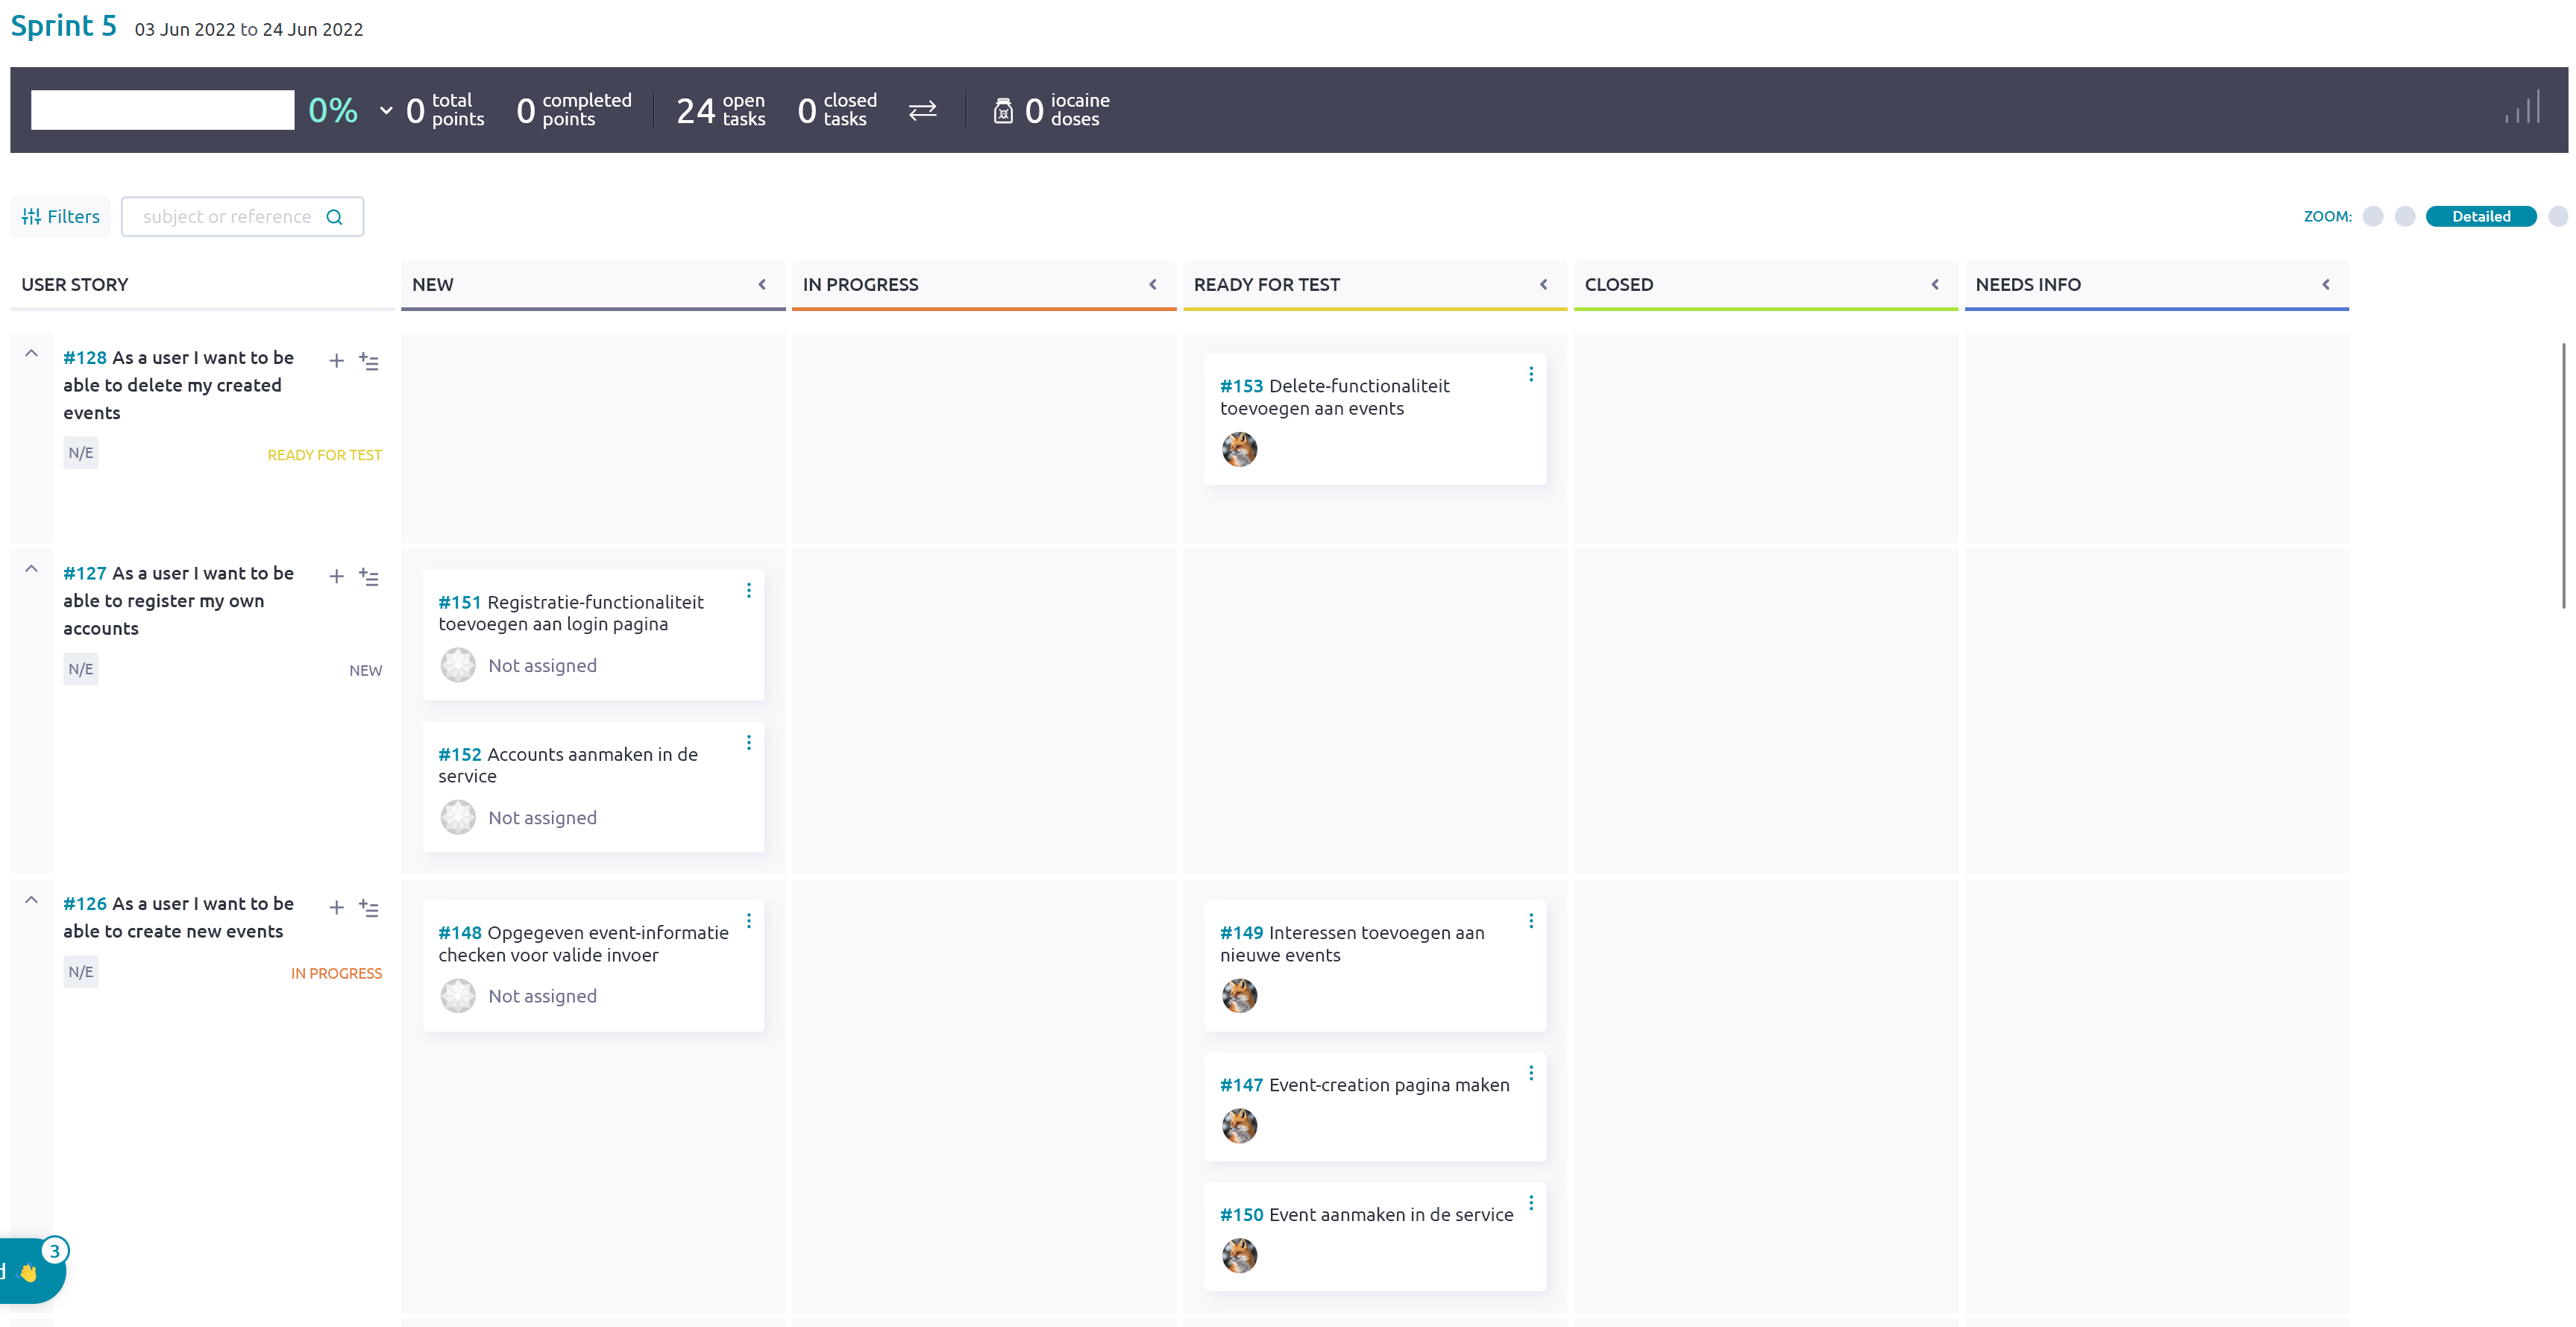 Sprint 5 03 Jun 2022 to 24 Jun 2022
0% 0 total points 0 completed points 24 open tasks 0 closed tasks 0 iocaine doses
Filters subject or reference ZOOM: Detailed
USER STORY NEW IN PROGRESS READY FOR TEST CLOSED NEEDS INFO
#128 As a user I want to be
able to delete my created
events
N/E READY FOR TEST
#153 Delete-functionaliteit
toevoegen aan events
#127 As a user I want to be
able to register my own
accounts
N/E NEW
#151 Registratie-functionaliteit
toevoegen aan login pagina
Not assigned
#152 Accounts aanmaken in de
service
Not assigned
#126 As a user I want to be
able to create new events
N/E IN PROGRESS
#148 Opgegeven event-informatie
checken voor valide invoer
Not assigned
#149 Interessen toevoegen aan
nieuwe events
#147 Event-creation pagina maken
#150 Event aanmaken in de service
3